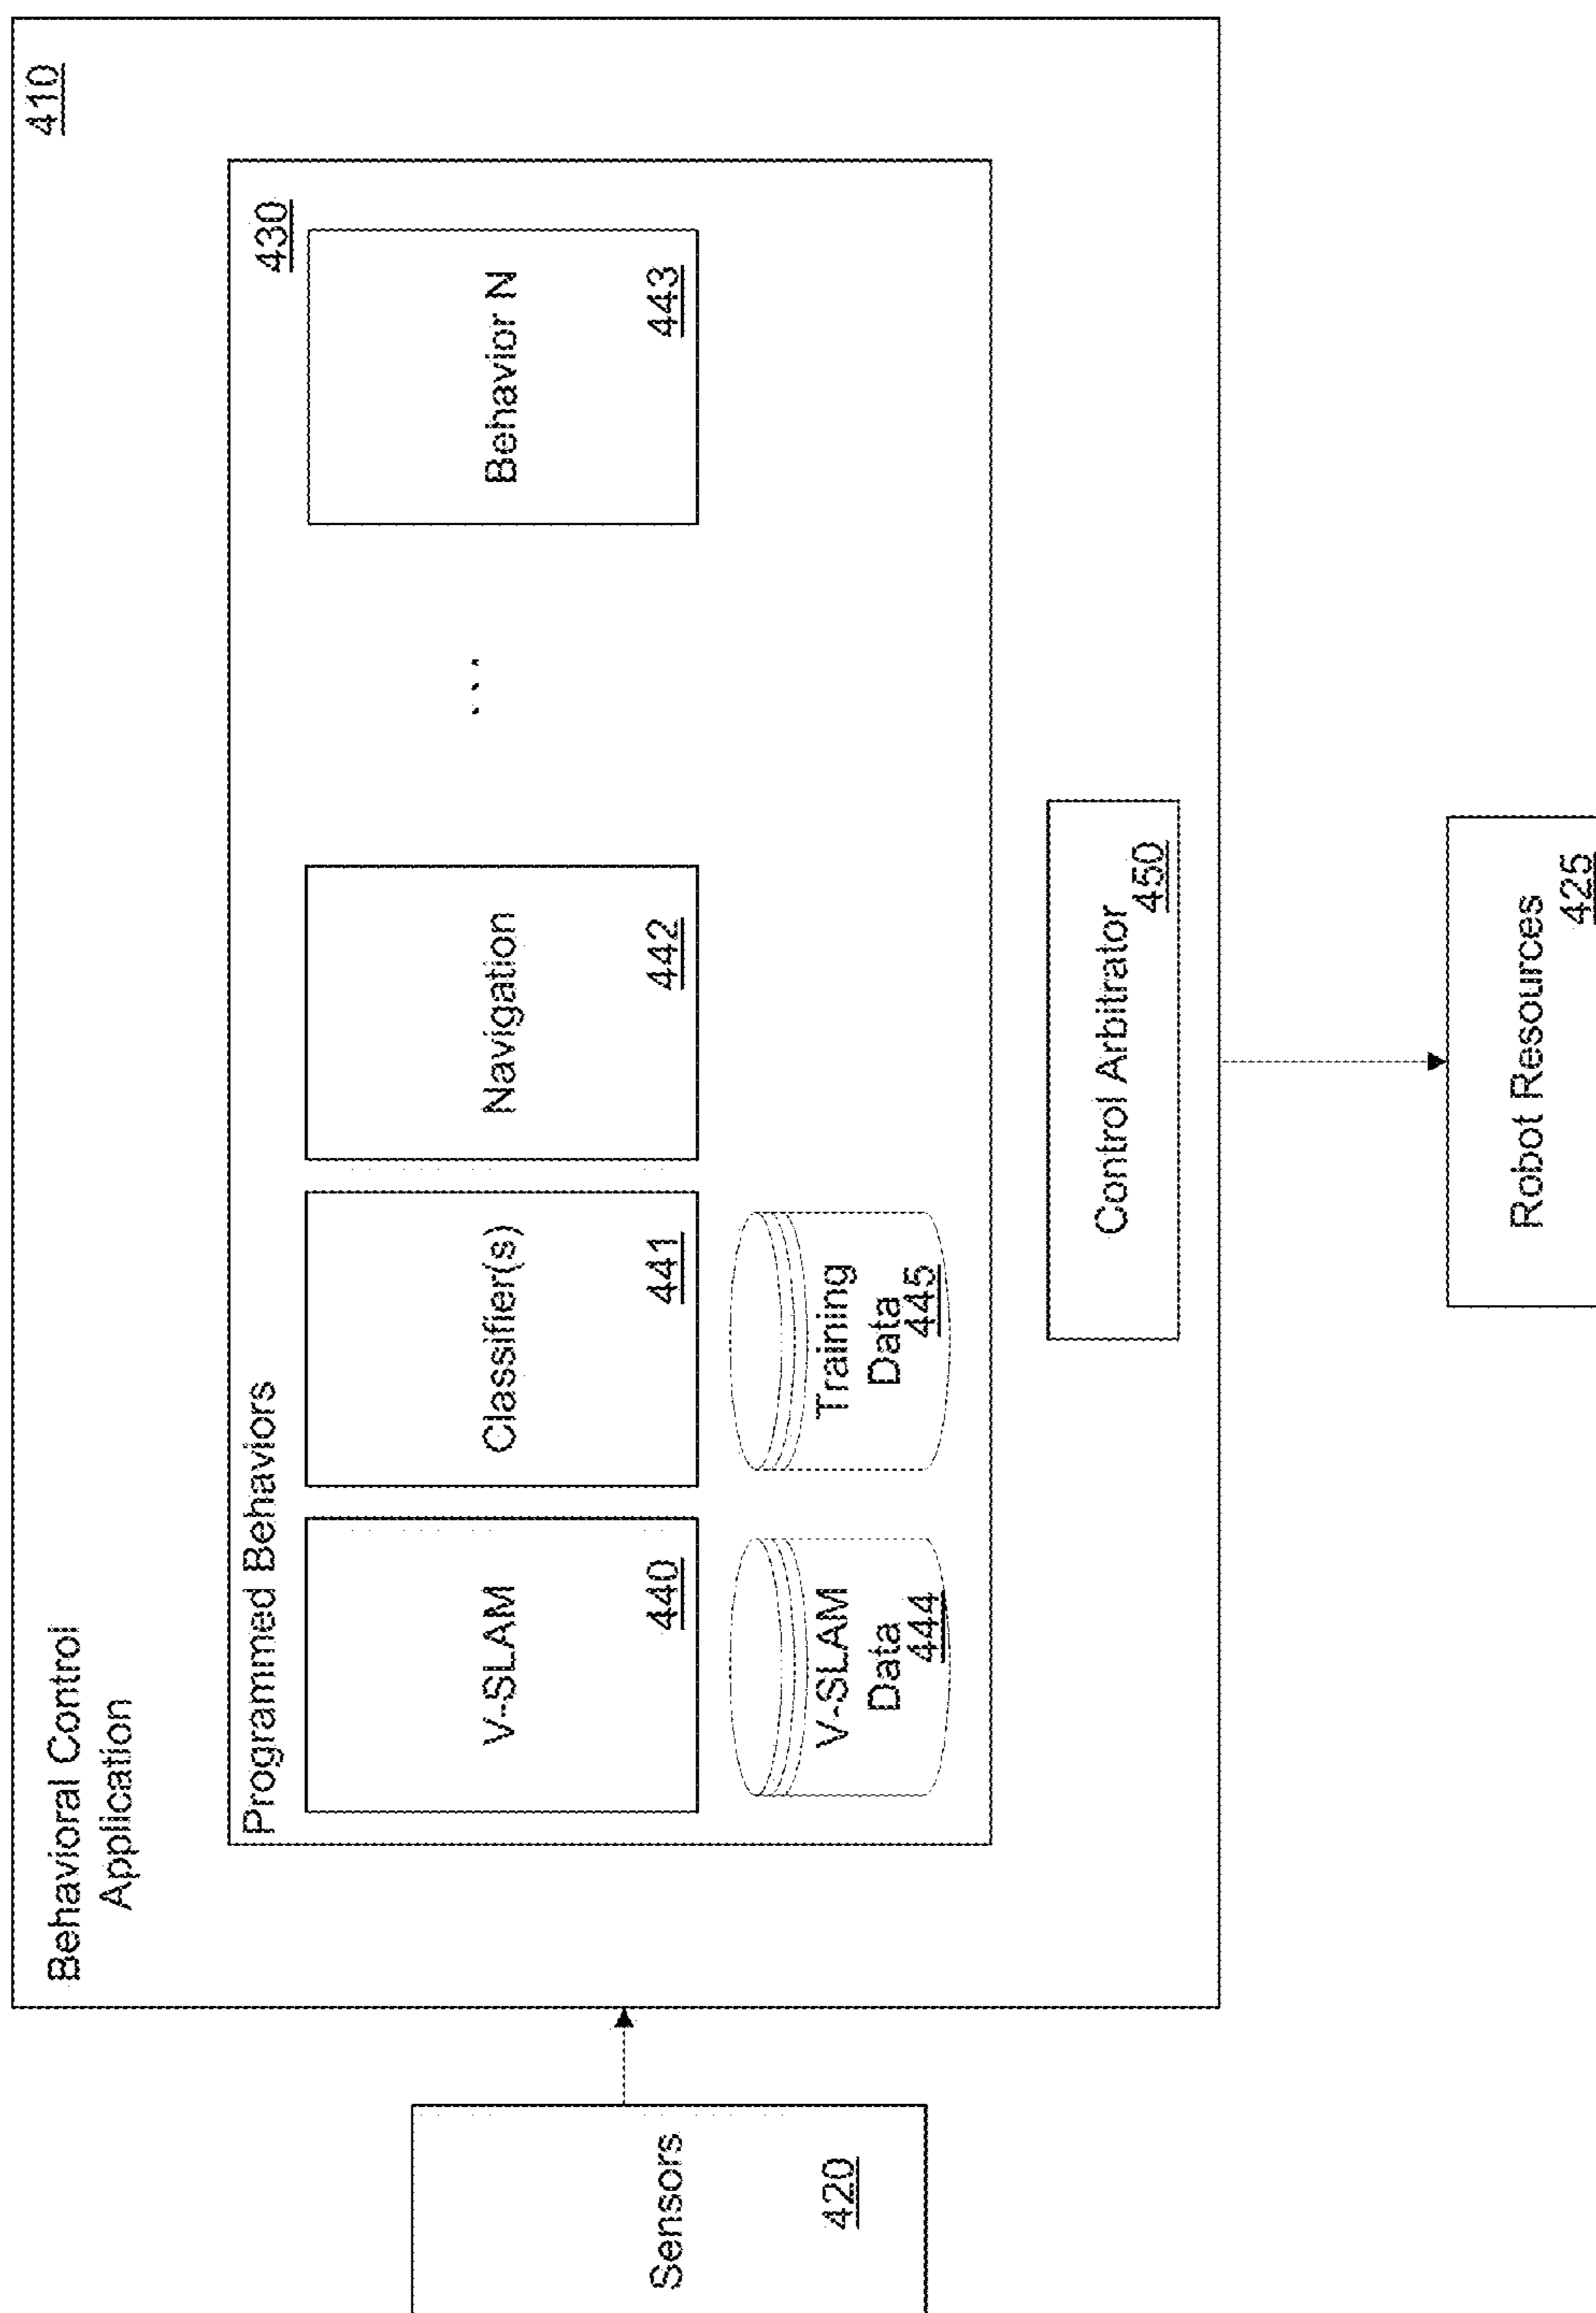 Behavioral Control
Application
410
Programmed Behaviors
430
V-SLAM
440
Classifier(s)
441
Navigation
442
...
Behavior N
443
V-SLAM
Data
444
Training
Data
445
Control Arbitrator
450
Sensors
420
Robot Resources
425